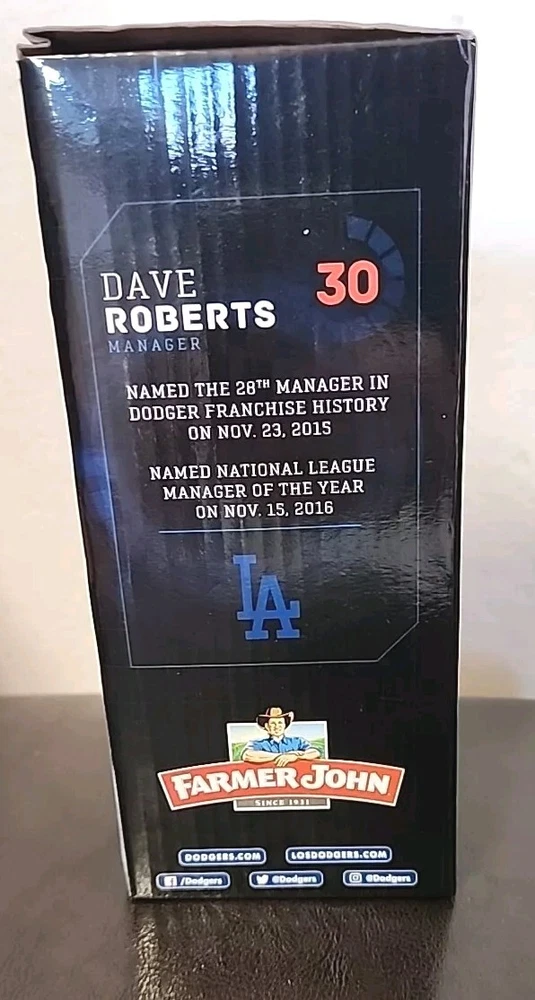 DAVE
ROBERTS
MANAGER
30
NAMED THE 28TH MANAGER IN
DODGER FRANCHISE HISTORY
ON NOV. 23, 2015
NAMED NATIONAL LEAGUE
MANAGER OF THE YEAR
ON NOV. 15, 2016
LA
FARMER JOHN
SINCE 1931
DODGERS.COM
LOSDODGERS.COM
f /Dodgers
@Dodgers
@Dodgers